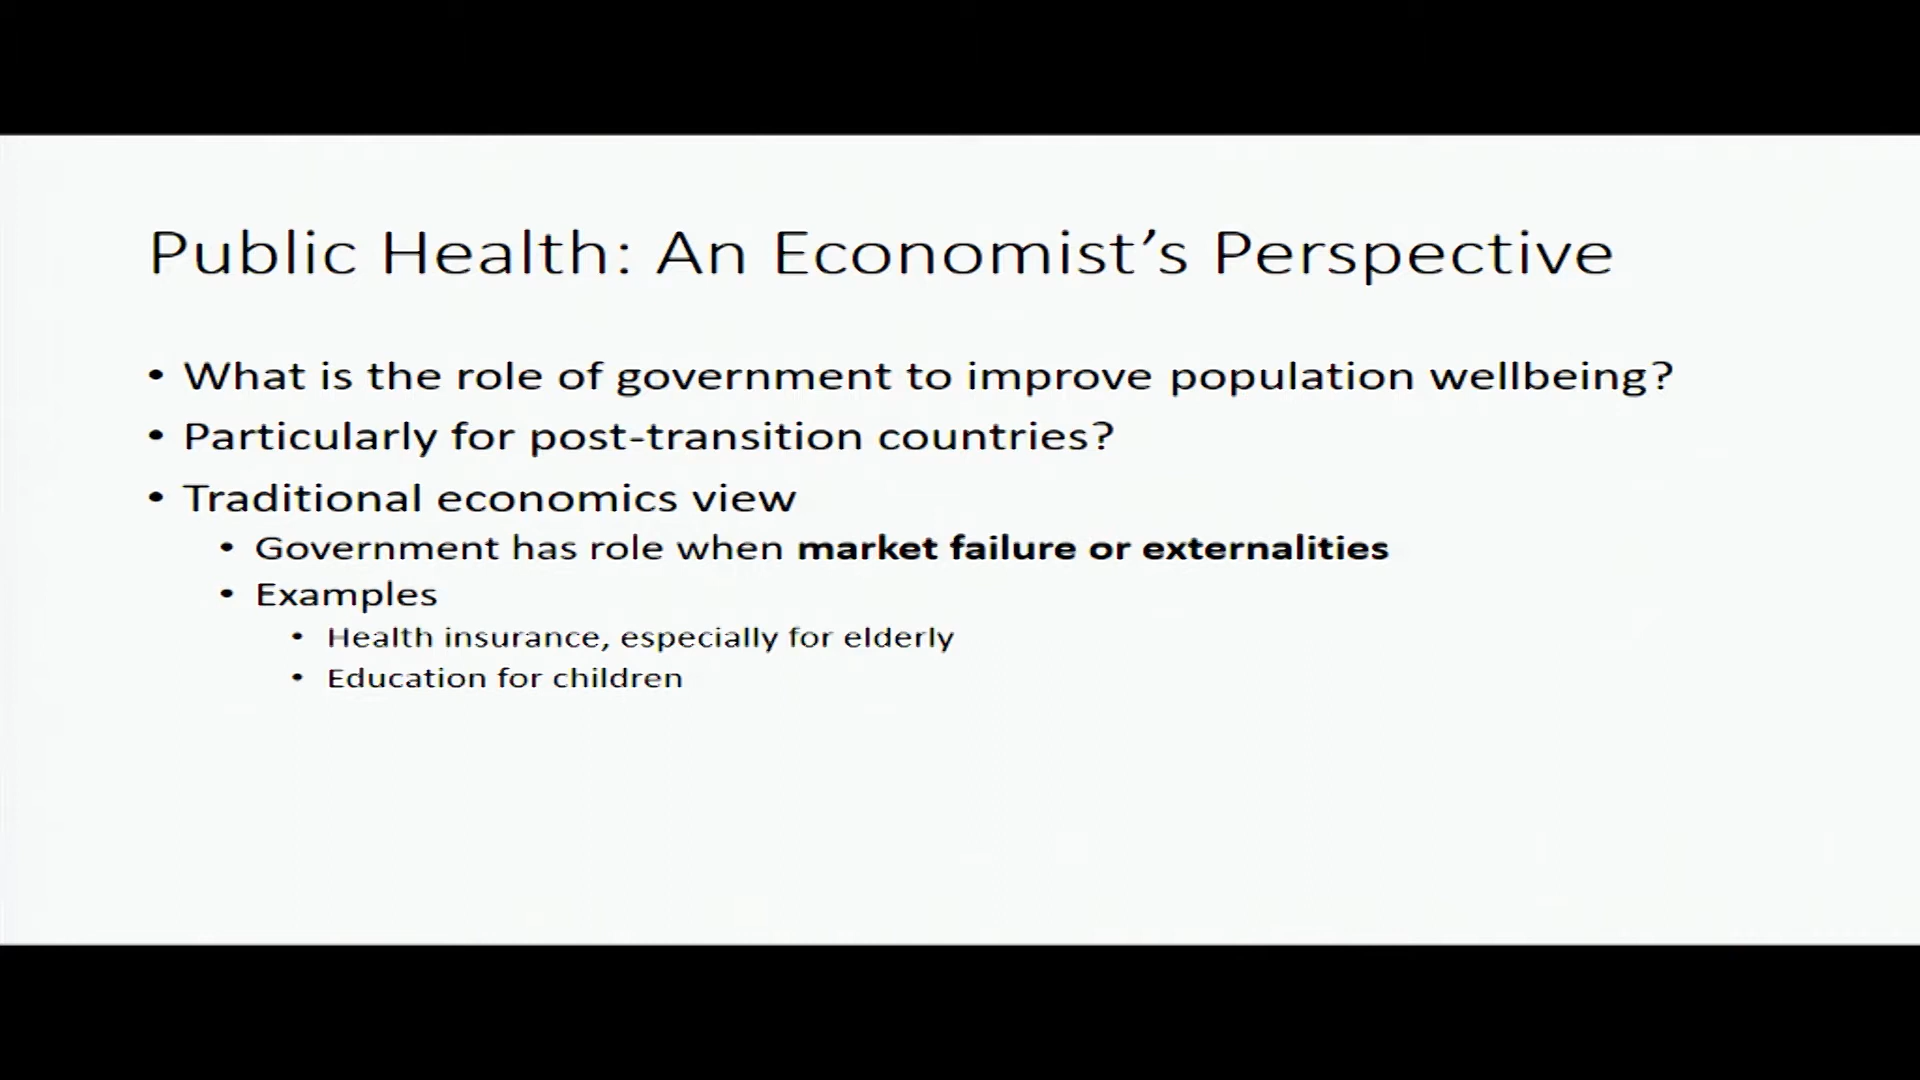 Public Health: An Economist’s Perspective
• What is the role of government to improve population wellbeing?
• Particularly for post-transition countries?
• Traditional economics view
• Government has role when market failure or externalities
• Examples
• Health insurance, especially for elderly
• Education for children